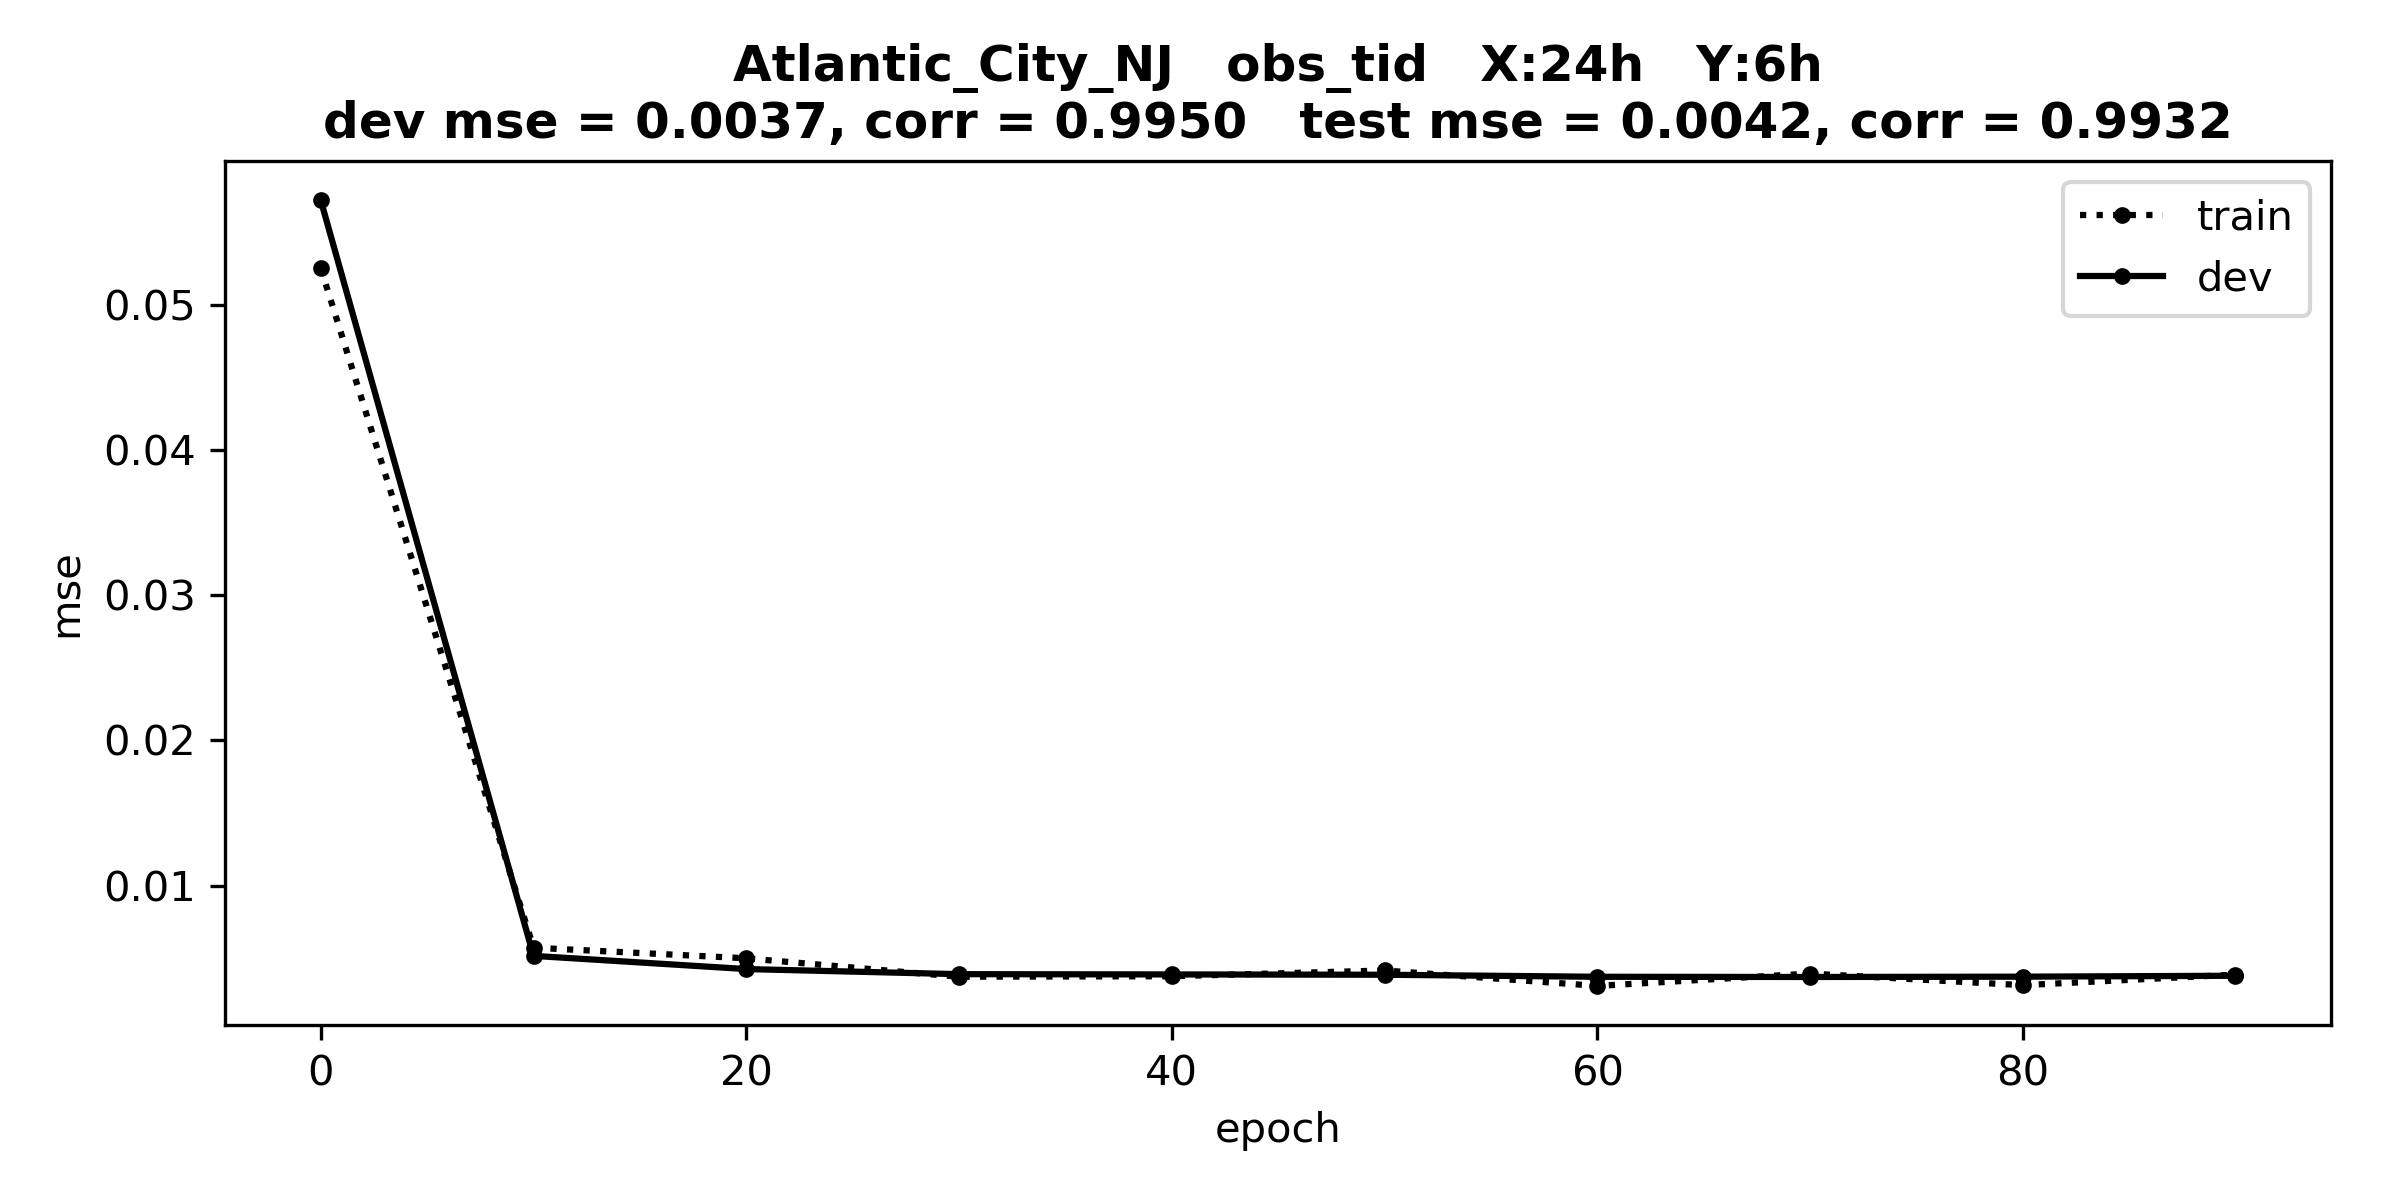 Atlantic_City_NJ   obs_tid   X:24h   Y:6h
dev mse = 0.0037, corr = 0.9950   test mse = 0.0042, corr = 0.9932
train
dev
0.05
0.04
0.03
0.02
0.01
mse
0 20 40 60 80
epoch